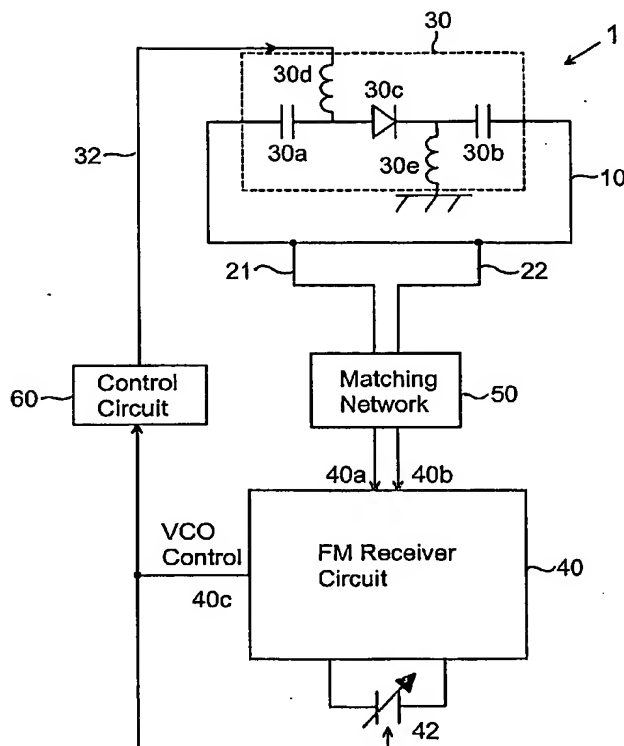 30
1
30d
30c
30a
30b
30e
32
10
21
22
Control
Circuit
60
Matching
Network
50
40a
40b
VCO
Control
40c
FM Receiver
Circuit
40
42